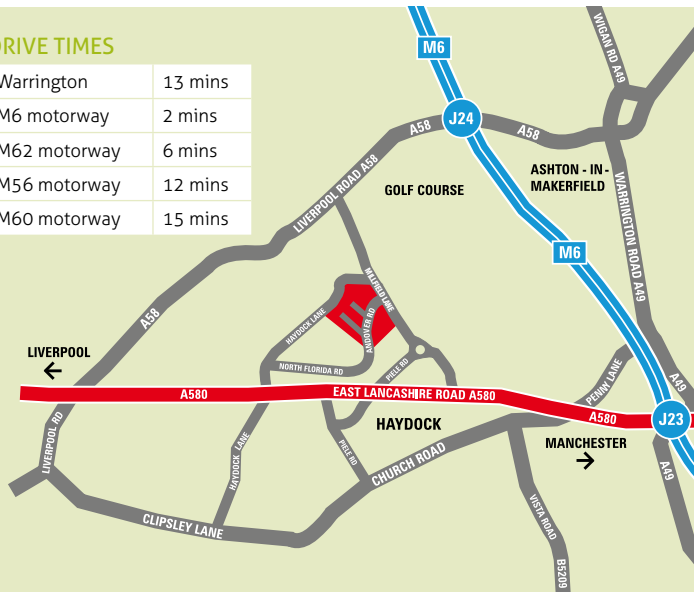 DRIVE TIMES
Warrington 13 mins
M6 motorway 2 mins
M62 motorway 6 mins
M56 motorway 12 mins
M60 motorway 15 mins
M6
WIGAN RD A49
J24
A58
A58
LIVERPOOL ROAD A58
GOLF COURSE
ASHTON - IN -
MAKERFIELD
WARRINGTON ROAD A49
M6
MILLFIELD LANE
A58
HAYDOCK LANE
ANDOVER RD
LIVERPOOL
←
NORTH FLORIDA RD
PIELE RD
PENNY LANE
A49
A580
EAST LANCASHIRE ROAD A580
A580
J23
LIVERPOOL RD
HAYDOCK
MANCHESTER
→
HAYDOCK LANE
PIELE RD
CHURCH ROAD
A49
CLIPSLEY LANE
VISTA ROAD
B5209